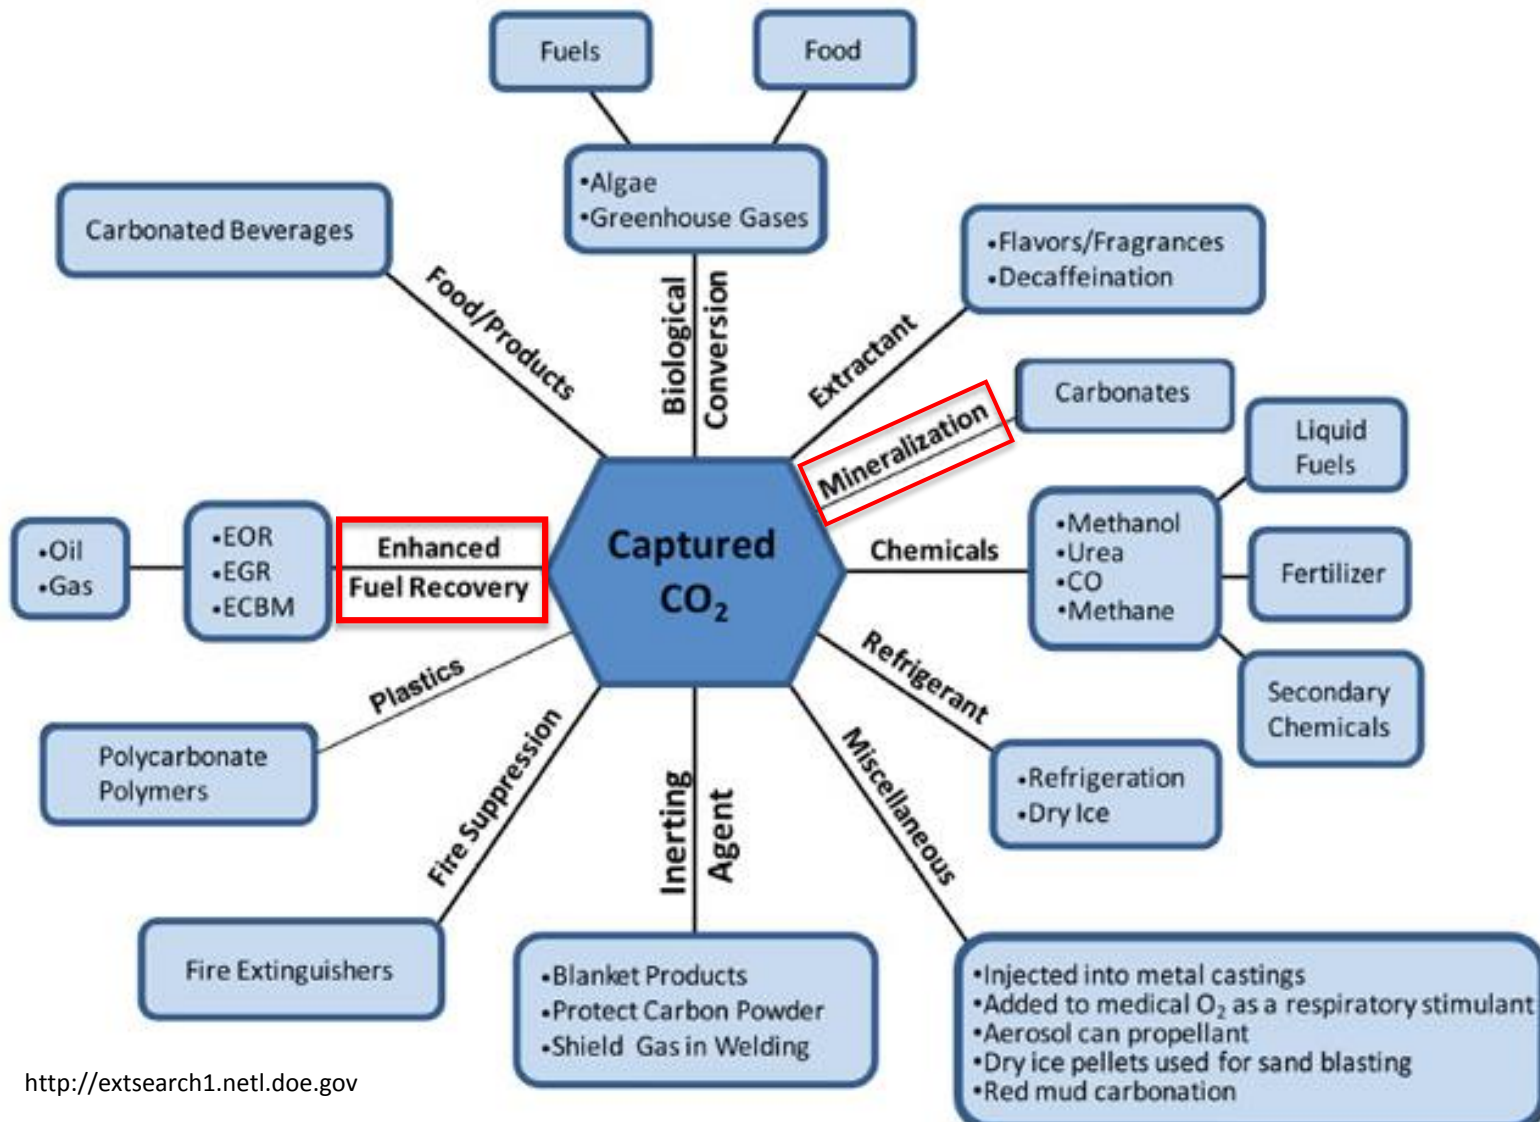 Fuels
Food
•Algae
•Greenhouse Gases
Carbonated Beverages
•Flavors/Fragrances
•Decaffeination
Food/Products
Biological
Conversion
Extractant
Mineralization
Carbonates
Liquid
Fuels
•Oil
•Gas
•EOR
•EGR
•ECBM
Enhanced
Fuel Recovery
Captured
CO₂
Chemicals
•Methanol
•Urea
•CO
•Methane
Fertilizer
Secondary
Chemicals
Plastics
Polycarbonate
Polymers
Refrigerant
•Refrigeration
•Dry Ice
Fire Suppression
Fire Extinguishers
Inerting
Agent
•Blanket Products
•Protect Carbon Powder
•Shield Gas in Welding
Miscellaneous
•Injected into metal castings
•Added to medical O₂ as a respiratory stimulant
•Aerosol can propellant
•Dry ice pellets used for sand blasting
•Red mud carbonation
http://extsearch1.netl.doe.gov